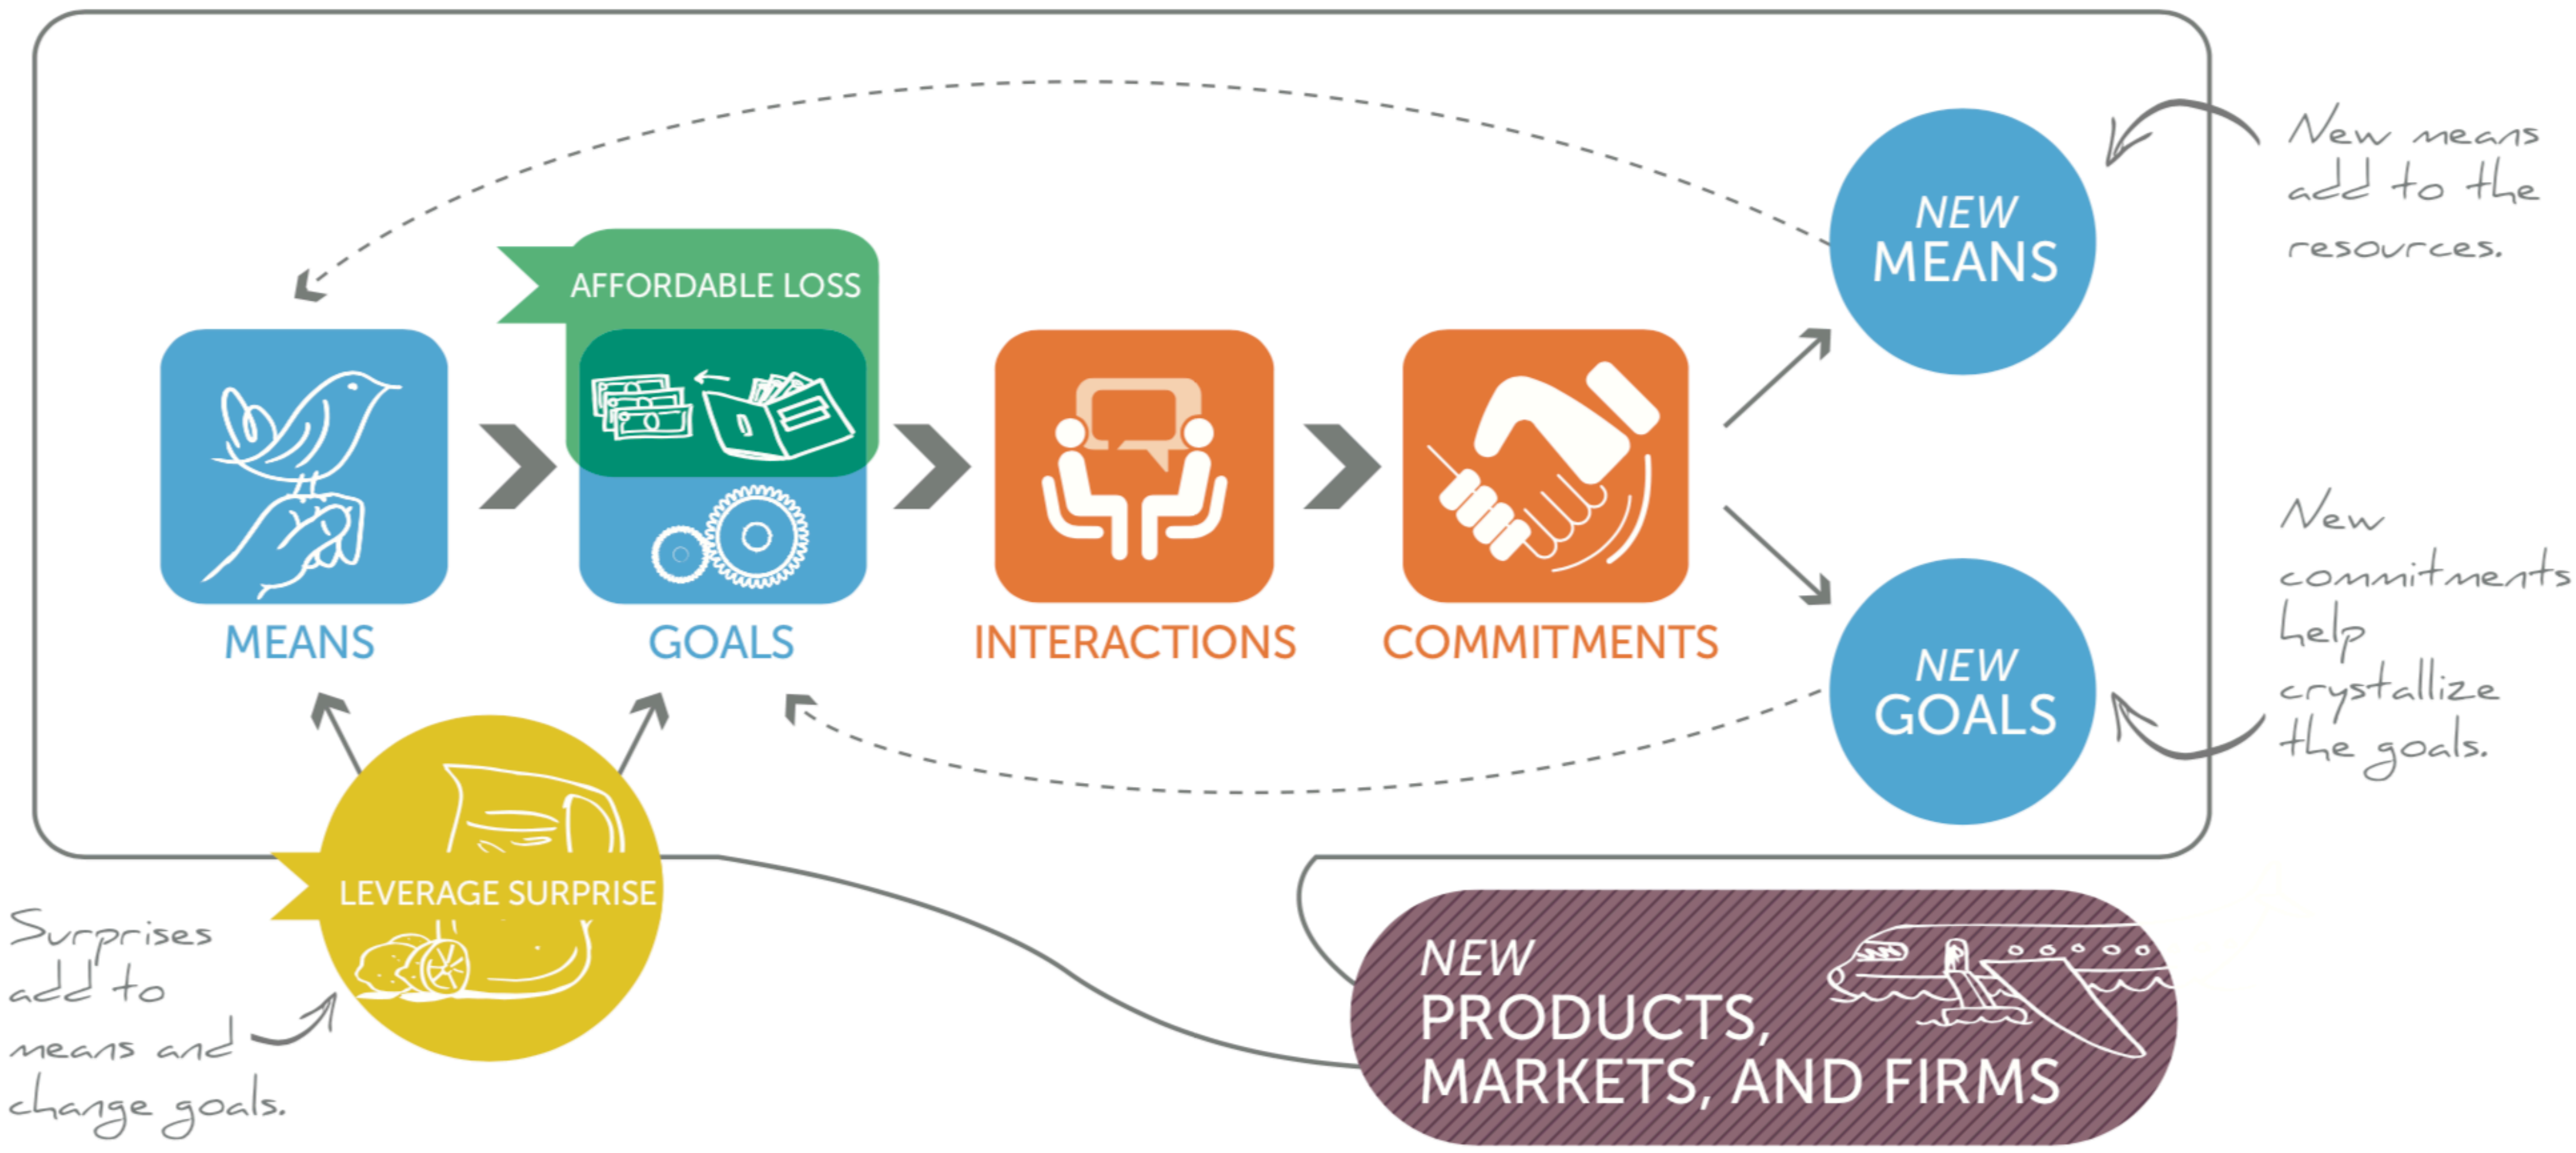 NEW
MEANS
New means
add to the
resources.
AFFORDABLE LOSS
MEANS
GOALS
INTERACTIONS
COMMITMENTS
NEW
GOALS
New
commitments
help
crystallize
the goals.
LEVERAGE SURPRISE
Surprises
add to
means and
change goals.
NEW
PRODUCTS,
MARKETS, AND FIRMS